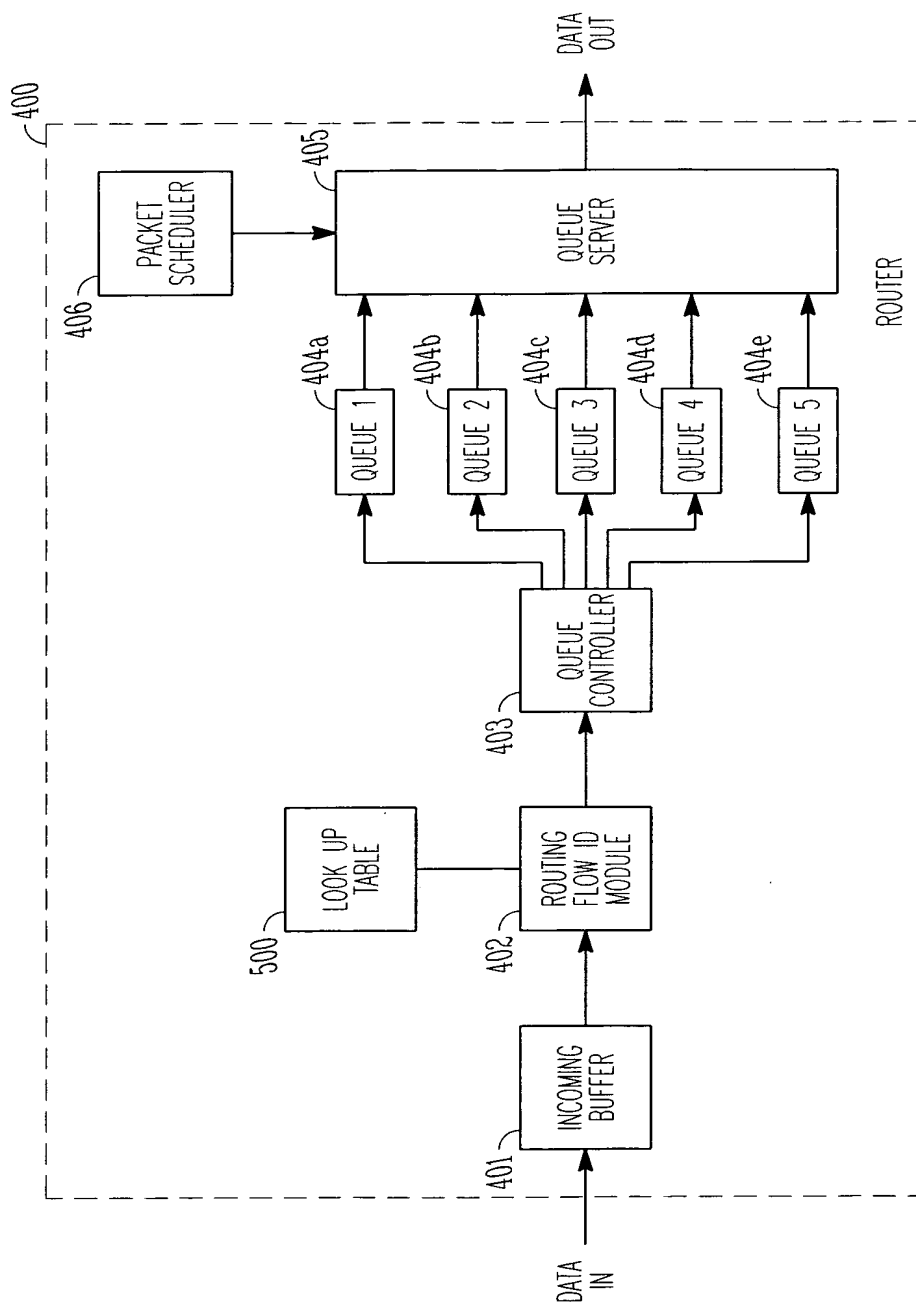 400
PACKET
SCHEDULER
406
405
QUEUE
SERVER
DATA
OUT
404a
QUEUE 1
404b
QUEUE 2
404c
QUEUE 3
404d
QUEUE 4
404e
QUEUE 5
ROUTER
QUEUE
CONTROLLER
403
LOOK UP
TABLE
500
ROUTING
FLOW ID
MODULE
402
INCOMING
BUFFER
401
DATA
IN